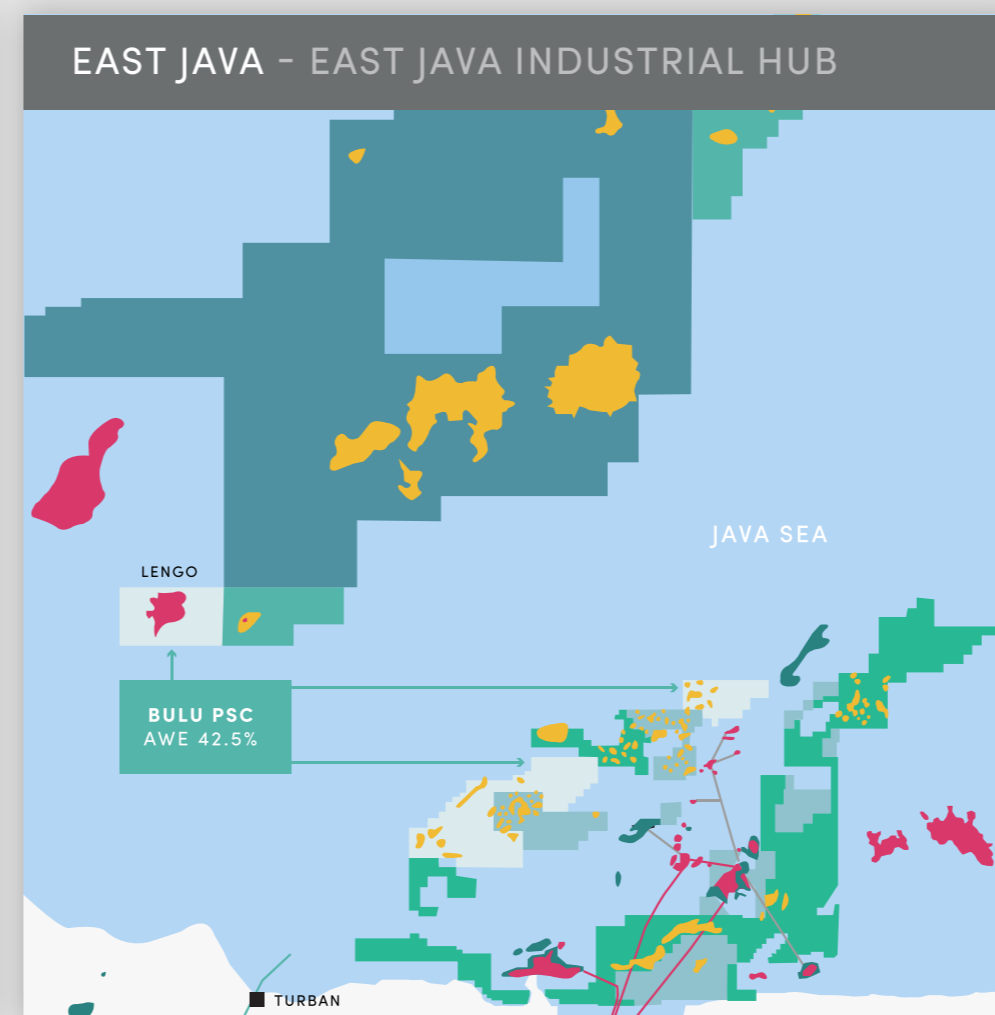 EAST JAVA - EAST JAVA INDUSTRIAL HUB
JAVA SEA
LENGO
BULU PSC
AWE 42.5%
TURBAN